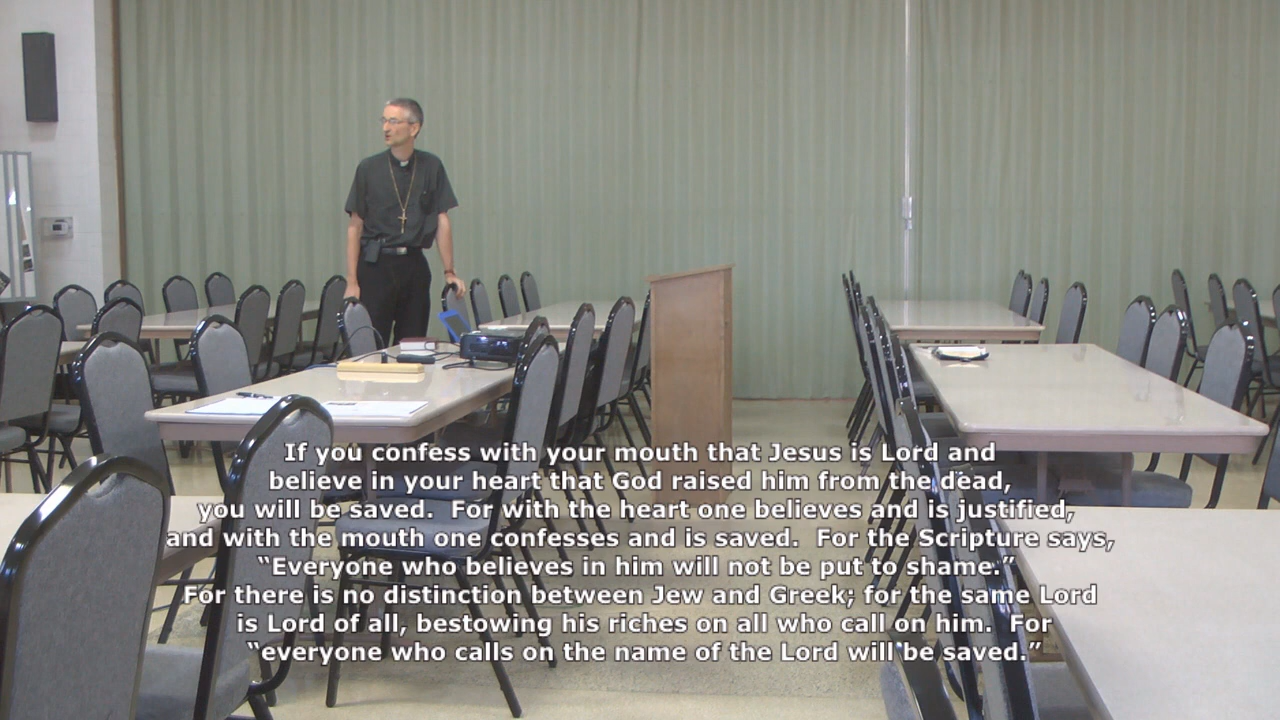 If you confess with your mouth that Jesus is Lord and
believe in your heart that God raised him from the dead,
you will be saved.  For with the heart one believes and is justified,
and with the mouth one confesses and is saved.  For the Scripture says,
“Everyone who believes in him will not be put to shame.”
For there is no distinction between Jew and Greek; for the same Lord
is Lord of all, bestowing his riches on all who call on him.  For
“everyone who calls on the name of the Lord will be saved.”